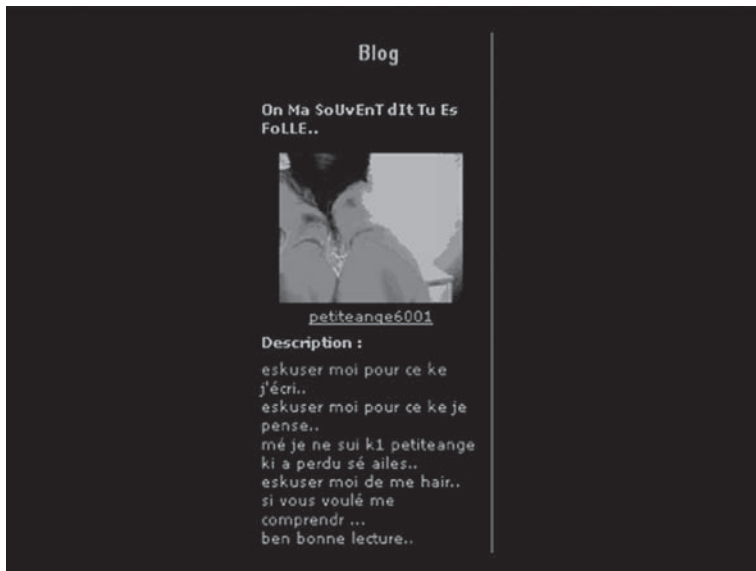 Blog
On Ma SoUvEnT dIt Tu Es
FoLLE..
petiteange6001
Description :
eskuser moi pour ce ke
j'écri..
eskuser moi pour ce ke je
pense..
mé je ne sui k1 petiteange
ki a perdu sé ailes..
eskuser moi de me hair..
si vous voulé me
comprendr ...
ben bonne lecture..